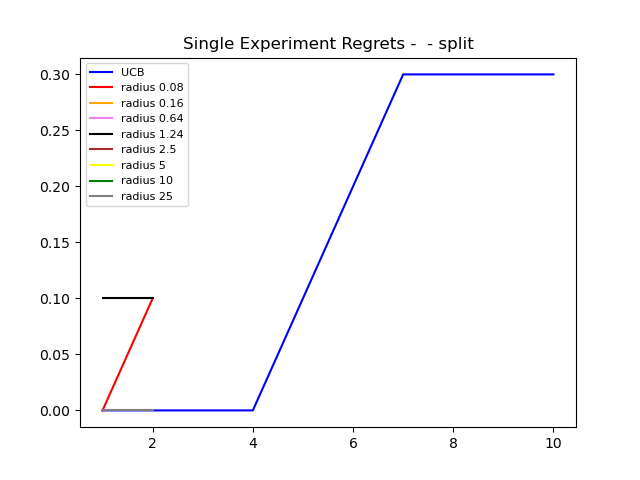 Single Experiment Regrets -  - split
0.30
0.25
0.20
0.15
0.10
0.05
0.00
UCB
radius 0.08
radius 0.16
radius 0.64
radius 1.24
radius 2.5
radius 5
radius 10
radius 25
2 4 6 8 10